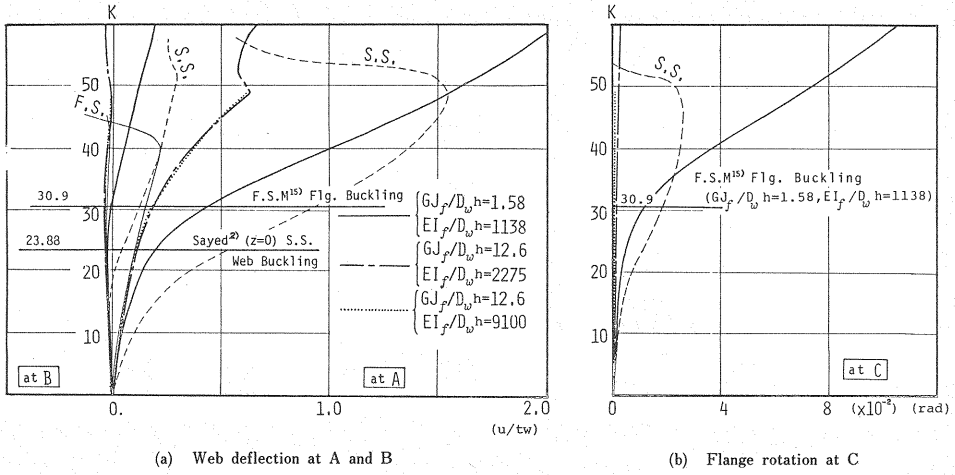 K
50
40
30
20
10
S.S.
F.S.
S.S.
30.9
F.S.M¹⁵⁾ Flg. Buckling
23.88
Sayed²⁾ (z=0) S.S.
Web Buckling
GJf/Dwh=1.58
EIf/Dwh=1138
GJf/Dwh=12.6
EIf/Dwh=2275
GJf/Dwh=12.6
EIf/Dwh=9100
at B
at A
0.
1.0
2.0
(u/tw)
(a) Web deflection at A and B
K
50
40
30
20
10
S.S.
F.S.M¹⁵⁾ Flg. Buckling
30.9
(GJf/Dwh=1.58,EIf/Dwh=1138)
at C
0
4
8
(x10⁻²) (rad)
(b) Flange rotation at C